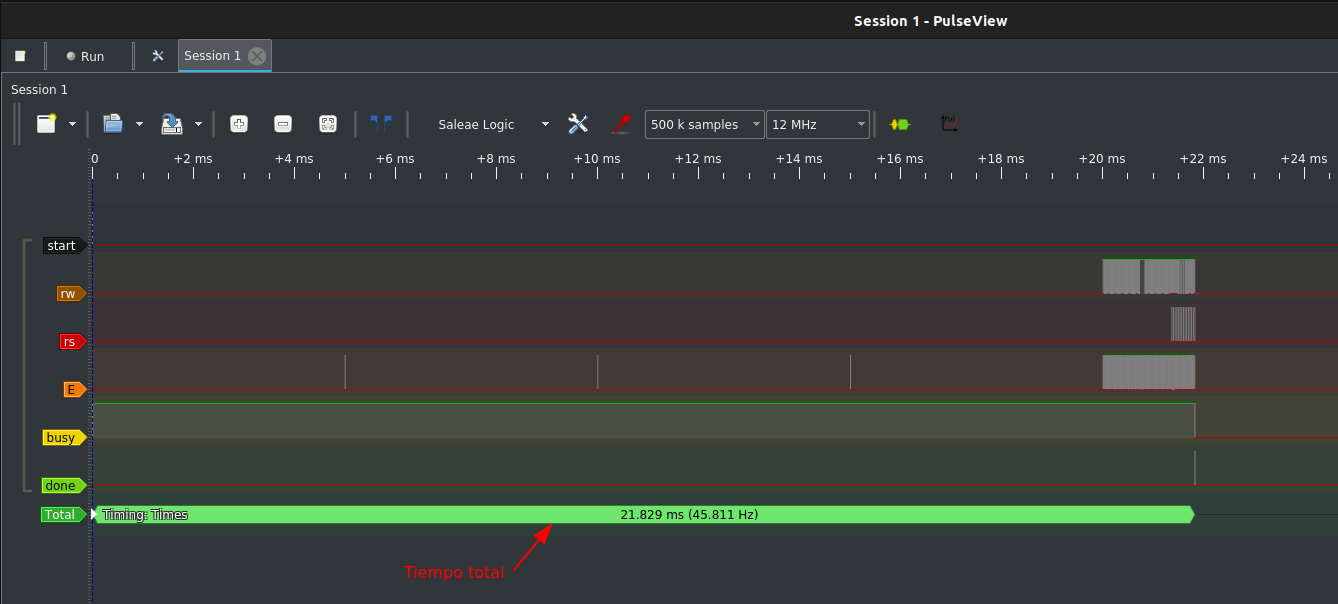 Session 1 - PulseView
Run
Session 1
Session 1
Saleae Logic
500 k samples
12 MHz
0 +2 ms +4 ms +6 ms +8 ms +10 ms +12 ms +14 ms +16 ms +18 ms +20 ms +22 ms +24 ms
start
rw
rs
E
busy
done
Total Timing: Times 21.829 ms (45.811 Hz)
Tiempo total